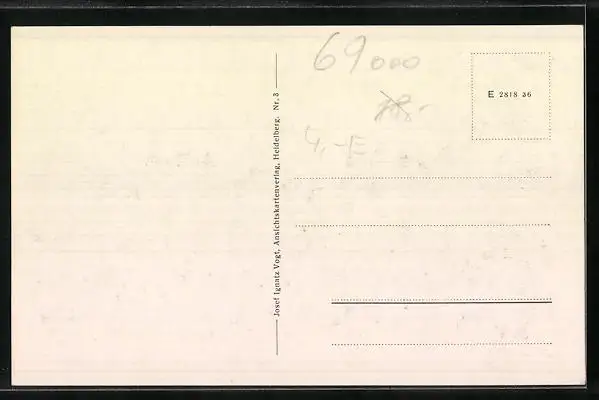 69000
4,-E
E 2818 36
Josef Ignatz Vogt, Ansichtskartenverlag, Heidelberg. Nr. 3